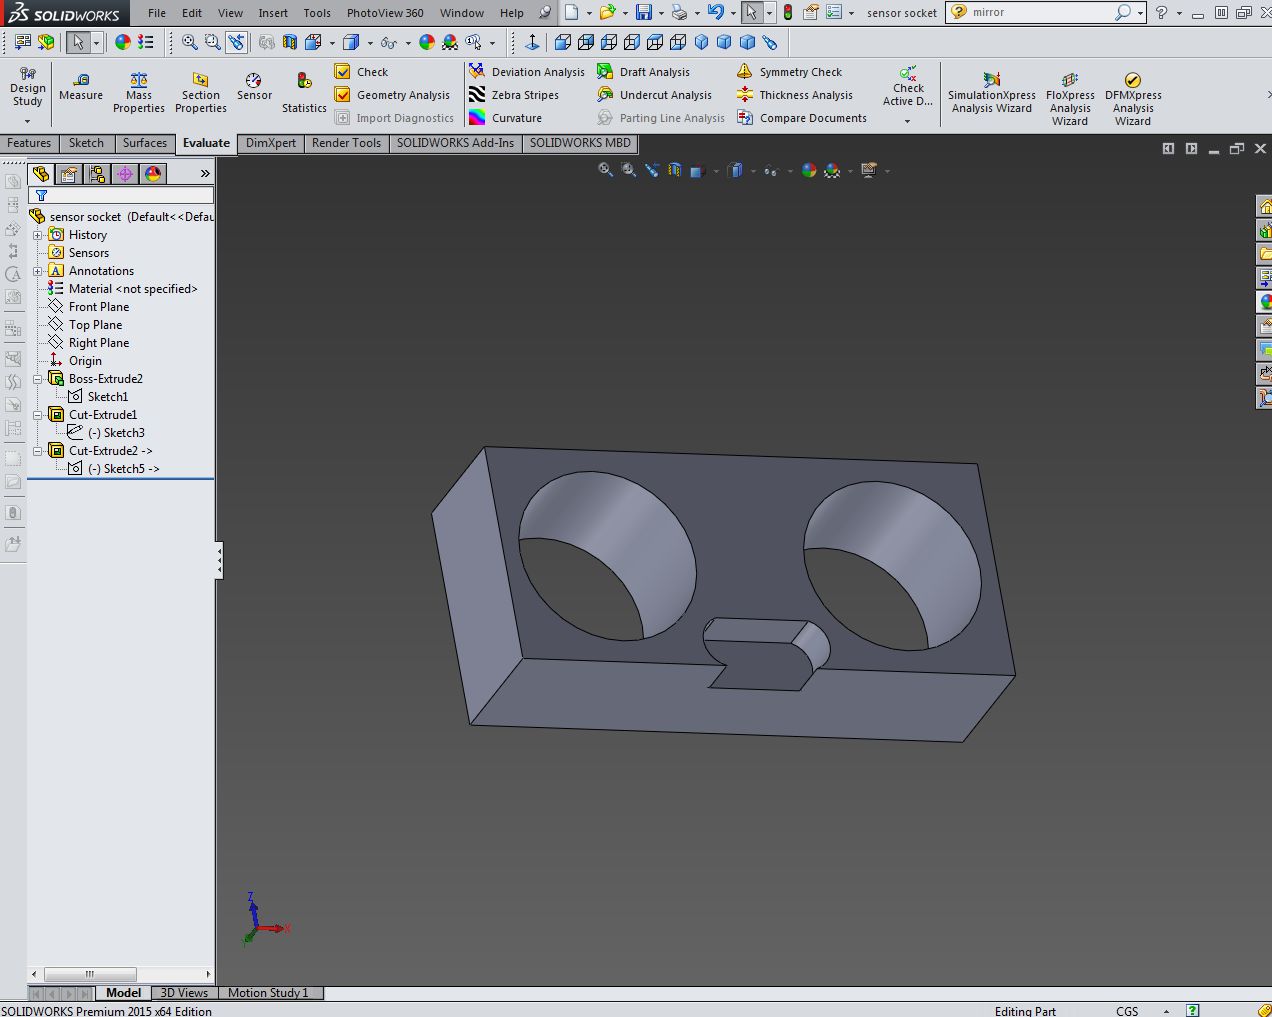 SOLIDWORKS File Edit View Insert Tools PhotoView 360 Window Help sensor socket mirror
Design Study
Measure
Mass Properties
Section Properties
Sensor
Statistics
Check
Geometry Analysis
Import Diagnostics
Deviation Analysis
Zebra Stripes
Curvature
Draft Analysis
Undercut Analysis
Parting Line Analysis
Symmetry Check
Thickness Analysis
Compare Documents
Check Active D...
SimulationXpress Analysis Wizard
FloXpress Analysis Wizard
DFMXpress Analysis Wizard
Features Sketch Surfaces Evaluate DimXpert Render Tools SOLIDWORKS Add-Ins SOLIDWORKS MBD
sensor socket (Default<<Defau
History
Sensors
Annotations
Material <not specified>
Front Plane
Top Plane
Right Plane
Origin
Boss-Extrude2
Sketch1
Cut-Extrude1
(-) Sketch3
Cut-Extrude2 ->
(-) Sketch5 ->
Z
X
Y
Model 3D Views Motion Study 1
SOLIDWORKS Premium 2015 x64 Edition Editing Part CGS